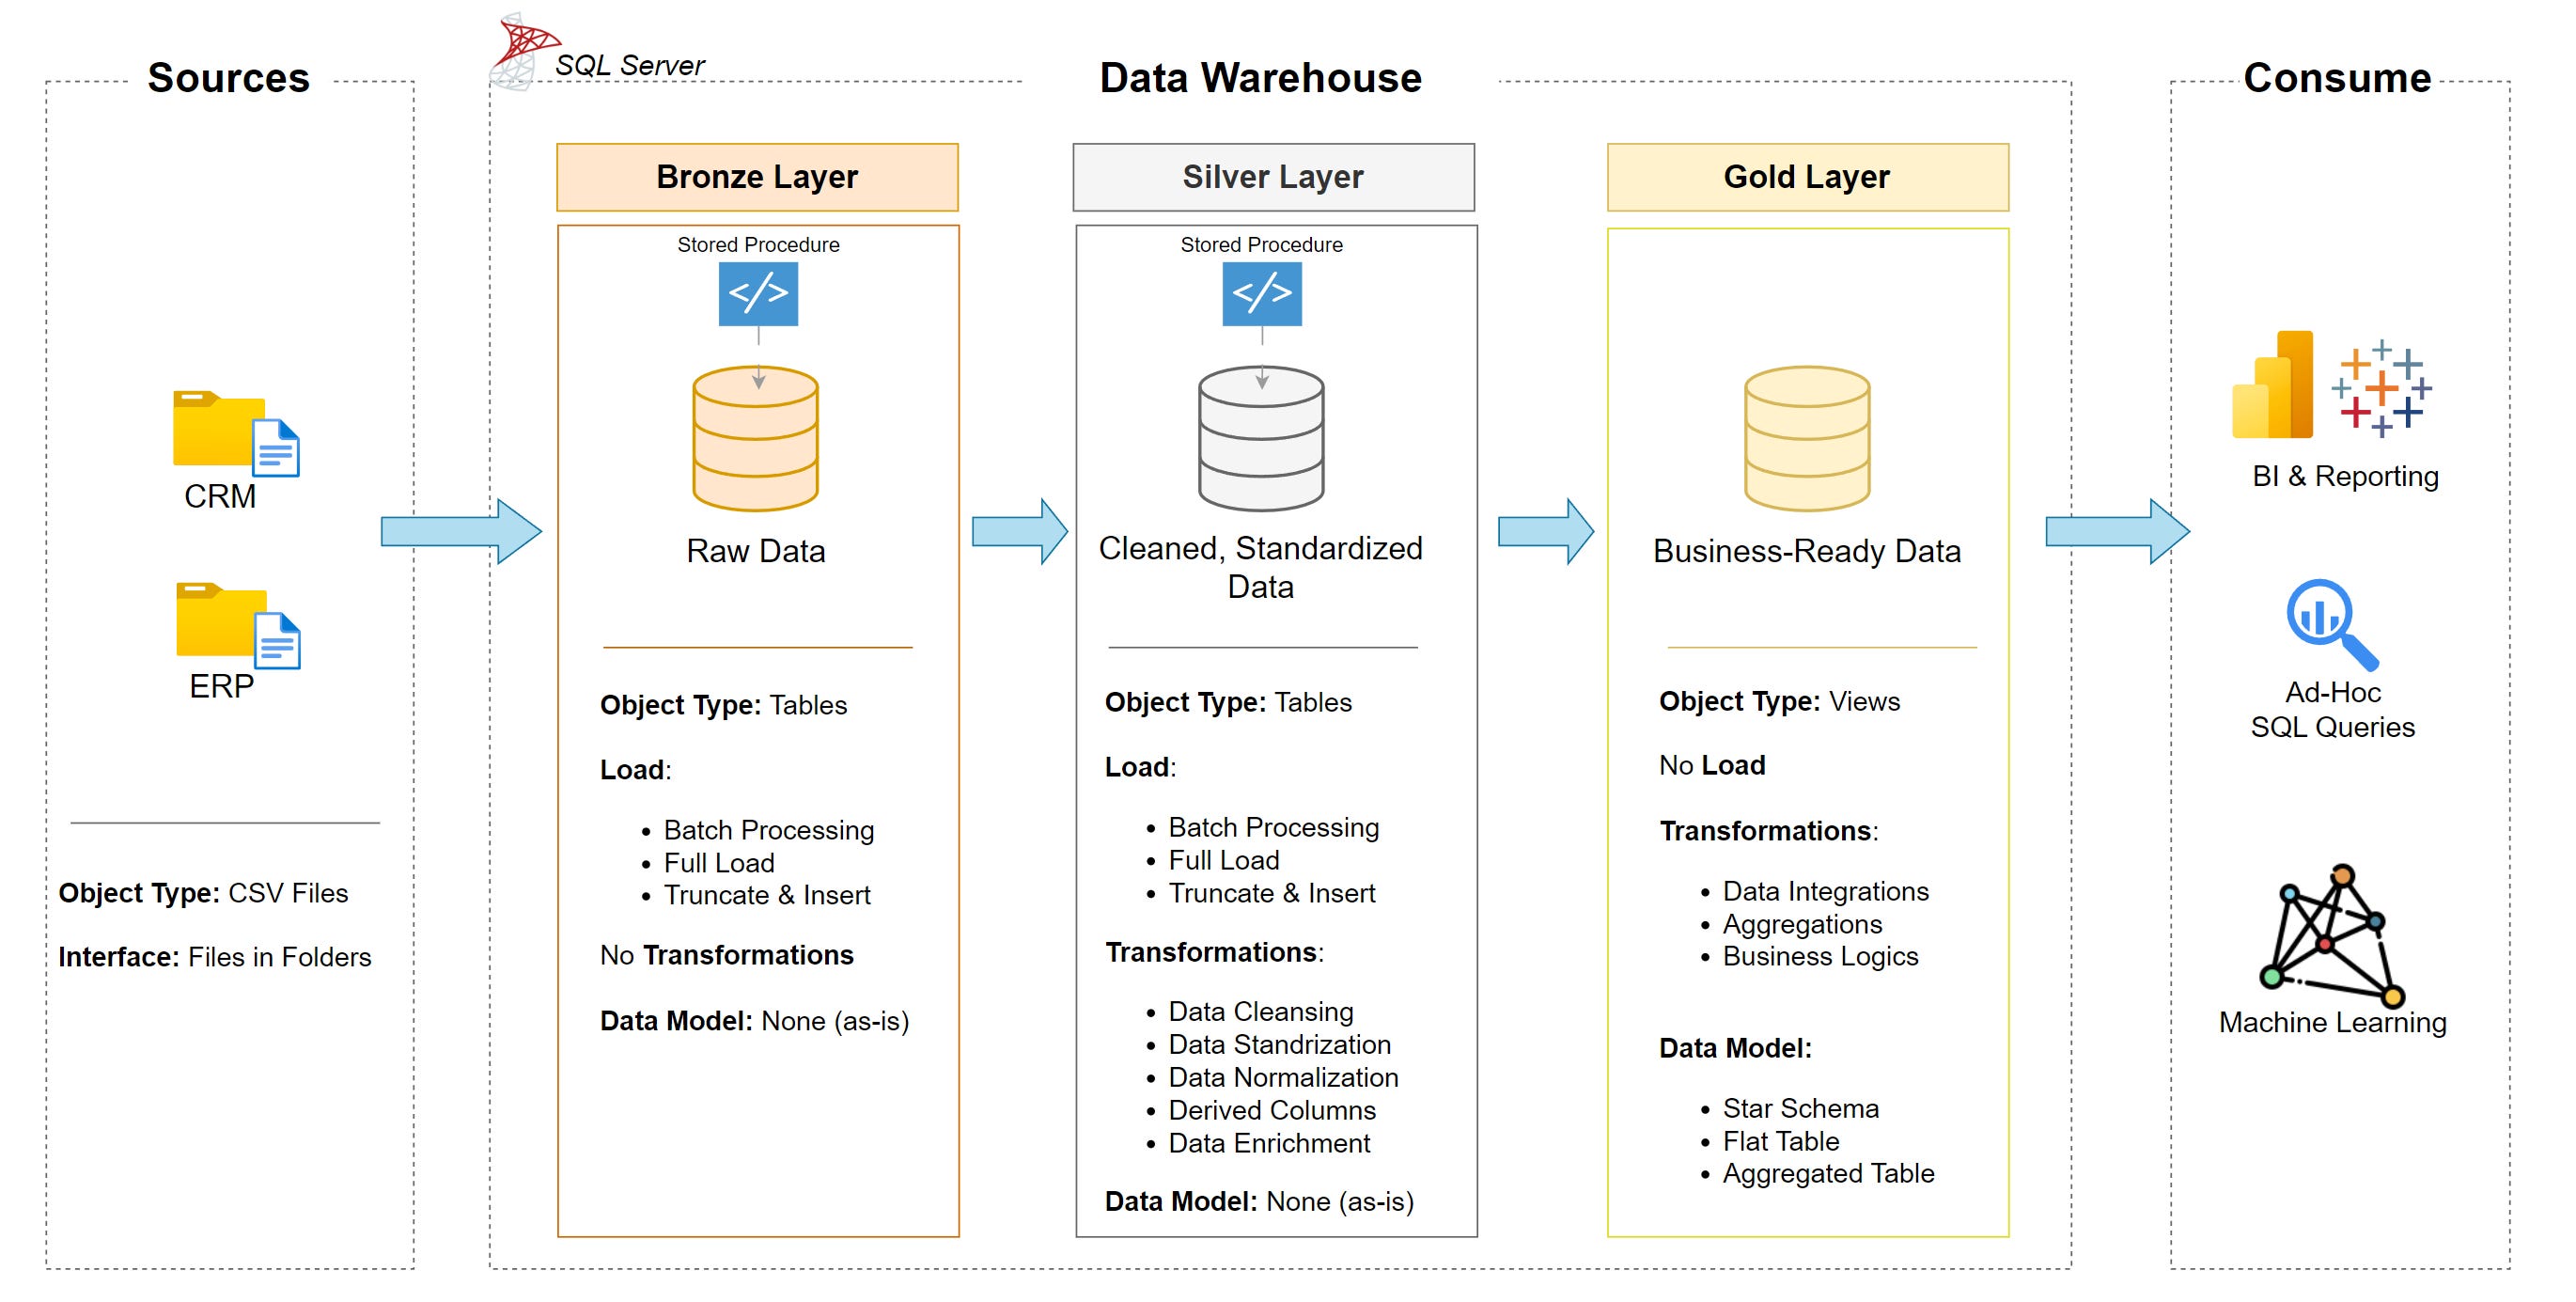 Sources
CRM
ERP
Object Type: CSV Files
Interface: Files in Folders
SQL Server
Data Warehouse
Bronze Layer
Stored Procedure
</>
Raw Data
Object Type: Tables
Load:
• Batch Processing
• Full Load
• Truncate & Insert
No Transformations
Data Model: None (as-is)
Silver Layer
Stored Procedure
</>
Cleaned, Standardized
Data
Object Type: Tables
Load:
• Batch Processing
• Full Load
• Truncate & Insert
Transformations:
• Data Cleansing
• Data Standrization
• Data Normalization
• Derived Columns
• Data Enrichment
Data Model: None (as-is)
Gold Layer
Business-Ready Data
Object Type: Views
No Load
Transformations:
• Data Integrations
• Aggregations
• Business Logics
Data Model:
• Star Schema
• Flat Table
• Aggregated Table
Consume
BI & Reporting
Ad-Hoc
SQL Queries
Machine Learning